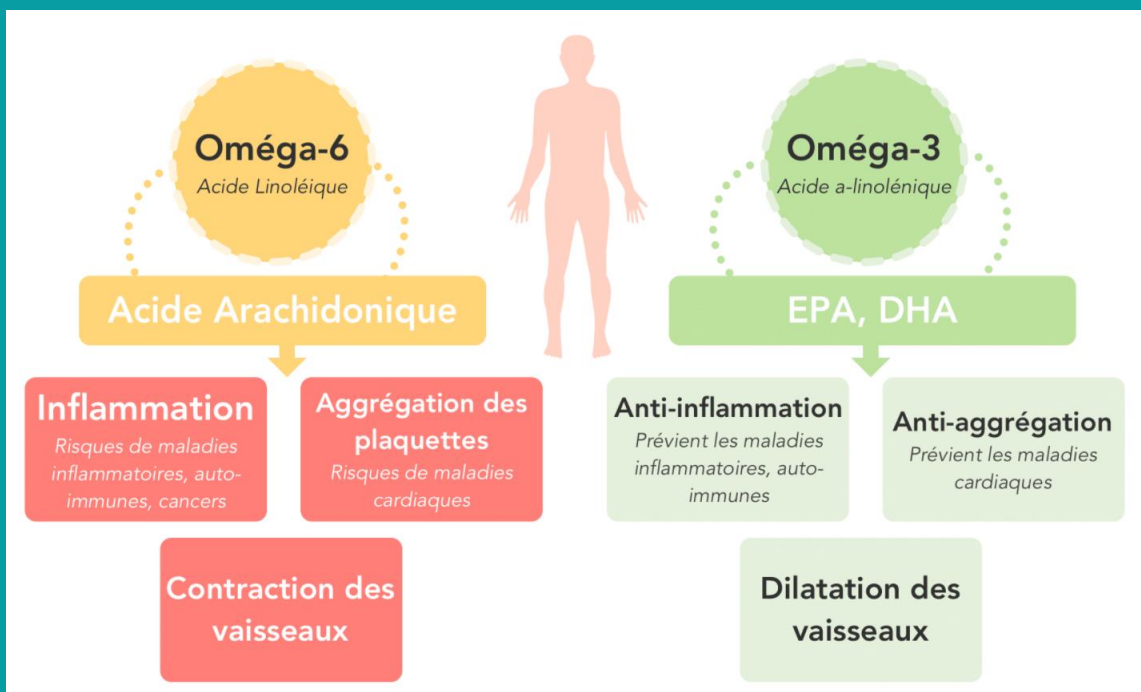 Oméga-6
Acide Linoléique
Acide Arachidonique
Inflammation
Risques de maladies
inflammatoires, auto-
immunes, cancers
Aggrégation des
plaquettes
Risques de maladies
cardiaques
Contraction des
vaisseaux
Oméga-3
Acide a-linolénique
EPA, DHA
Anti-inflammation
Prévient les maladies
inflammatoires, auto-
immunes
Anti-aggrégation
Prévient les maladies
cardiaques
Dilatation des
vaisseaux